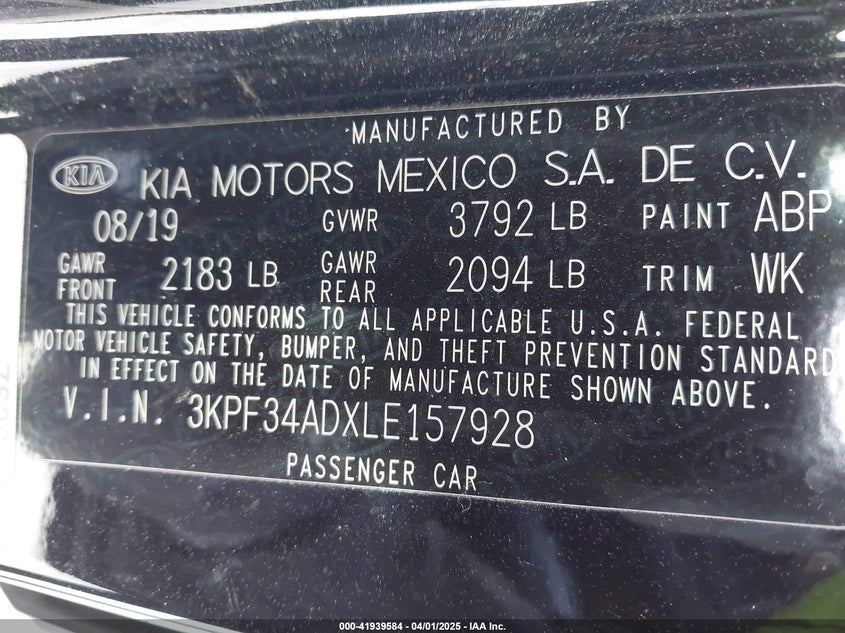 MANUFACTURED BY
KIA KIA MOTORS MEXICO S.A. DE C.V.
08/19 GVWR 3792 LB PAINT ABP
GAWR FRONT 2183 LB GAWR REAR 2094 LB TRIM WK
THIS VEHICLE CONFORMS TO ALL APPLICABLE U.S.A. FEDERAL
MOTOR VEHICLE SAFETY, BUMPER, AND THEFT PREVENTION STANDARD
IN EFFECT ON THE DATE OF MANUFACTURE SHOWN ABOVE.
V.I.N. 3KPF34ADXLE157928
PASSENGER CAR
000-41939584 - 04/01/2025 - IAA Inc.